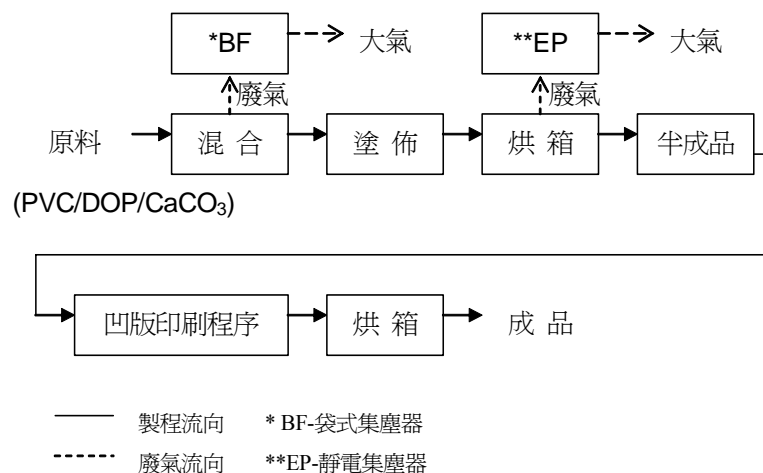 *BF 大氣 **EP 大氣
廢氣 廢氣
原料 混 合 塗 佈 烘 箱 半成品
(PVC/DOP/CaCO₃)
凹版印刷程序 烘 箱 成 品
製程流向 * BF-袋式集塵器
廢氣流向 **EP-靜電集塵器